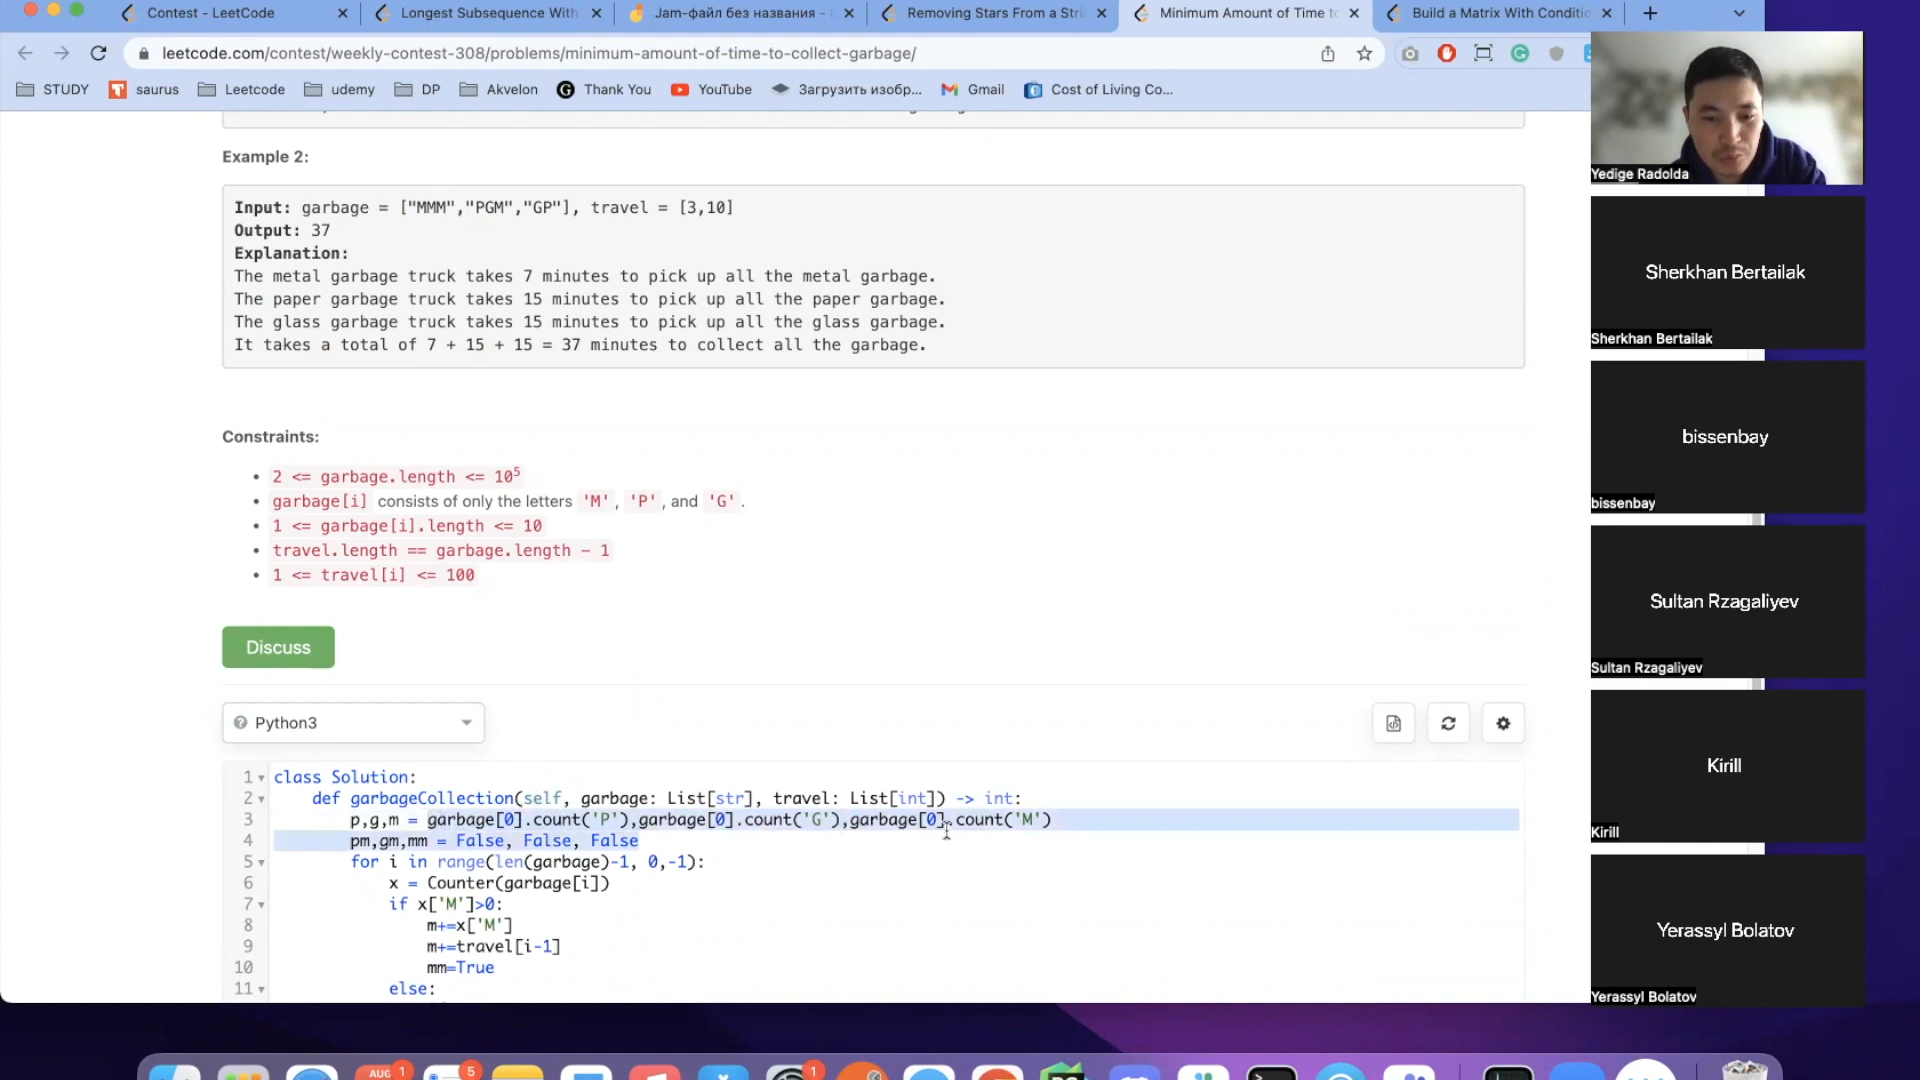 Contest - LeetCode
Longest Subsequence With
Jam-файл без названия -
Removing Stars From a Stri
Minimum Amount of Time to
Build a Matrix With Conditio
leetcode.com/contest/weekly-contest-308/problems/minimum-amount-of-time-to-collect-garbage/
STUDY
saurus
Leetcode
udemy
DP
Akvelon
Thank You
YouTube
Загрузить изобр...
Gmail
Cost of Living Co...
Example 2:
Input: garbage = ["MMM","PGM","GP"], travel = [3,10]
Output: 37
Explanation:
The metal garbage truck takes 7 minutes to pick up all the metal garbage.
The paper garbage truck takes 15 minutes to pick up all the paper garbage.
The glass garbage truck takes 15 minutes to pick up all the glass garbage.
It takes a total of 7 + 15 + 15 = 37 minutes to collect all the garbage.
Constraints:
• 2 <= garbage.length <= 10⁵
• garbage[i] consists of only the letters 'M', 'P', and 'G'.
• 1 <= garbage[i].length <= 10
• travel.length == garbage.length - 1
• 1 <= travel[i] <= 100
Discuss
Python3
1 class Solution:
2 def garbageCollection(self, garbage: List[str], travel: List[int]) -> int:
3 p,g,m = garbage[0].count('P'),garbage[0].count('G'),garbage[0].count('M')
4 pm,gm,mm = False, False, False
5 for i in range(len(garbage)-1, 0,-1):
6 x = Counter(garbage[i])
7 if x['M']>0:
8 m+=x['M']
9 m+=travel[i-1]
10 mm=True
11 else:
Yedige Radolda
Sherkhan Bertailak
Sherkhan Bertailak
bissenbay
bissenbay
Sultan Rzagaliyev
Sultan Rzagaliyev
Kirill
Kirill
Yerassyl Bolatov
Yerassyl Bolatov
AUG 1
5
1